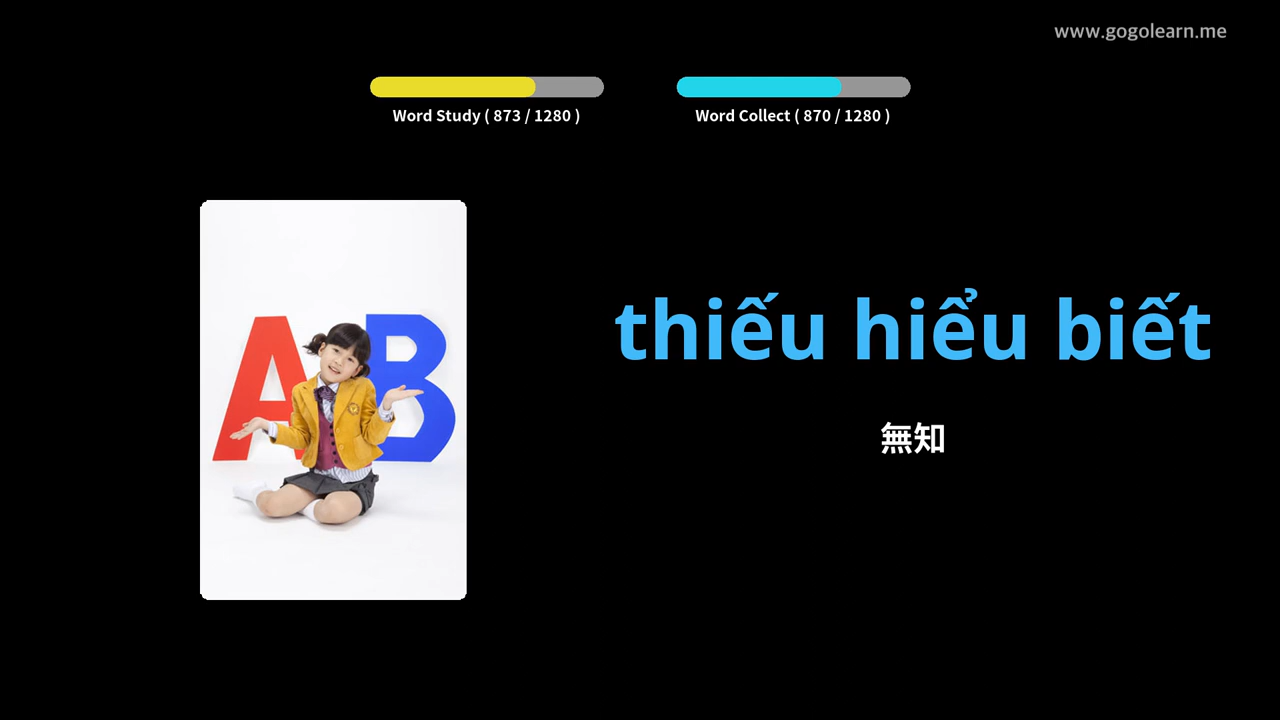 www.gogolearn.me
Word Study ( 873 / 1280 )
Word Collect ( 870 / 1280 )
A B
thiếu hiểu biết
無知